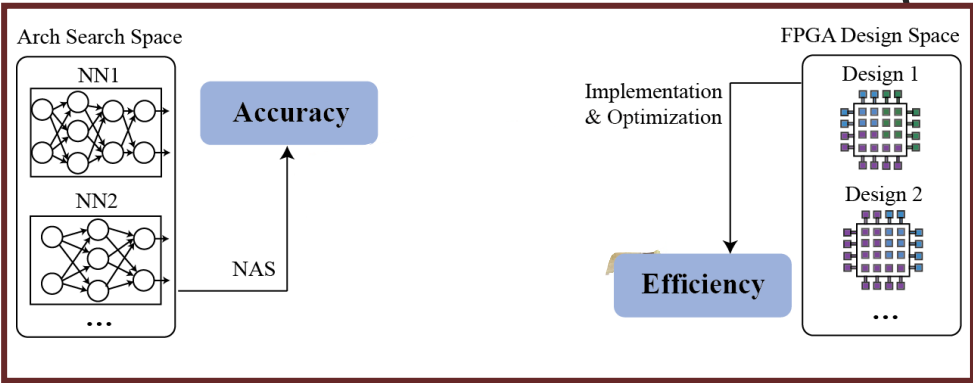 Arch Search Space
NN1
NN2
...
Accuracy
NAS
Implementation
& Optimization
Efficiency
FPGA Design Space
Design 1
Design 2
...